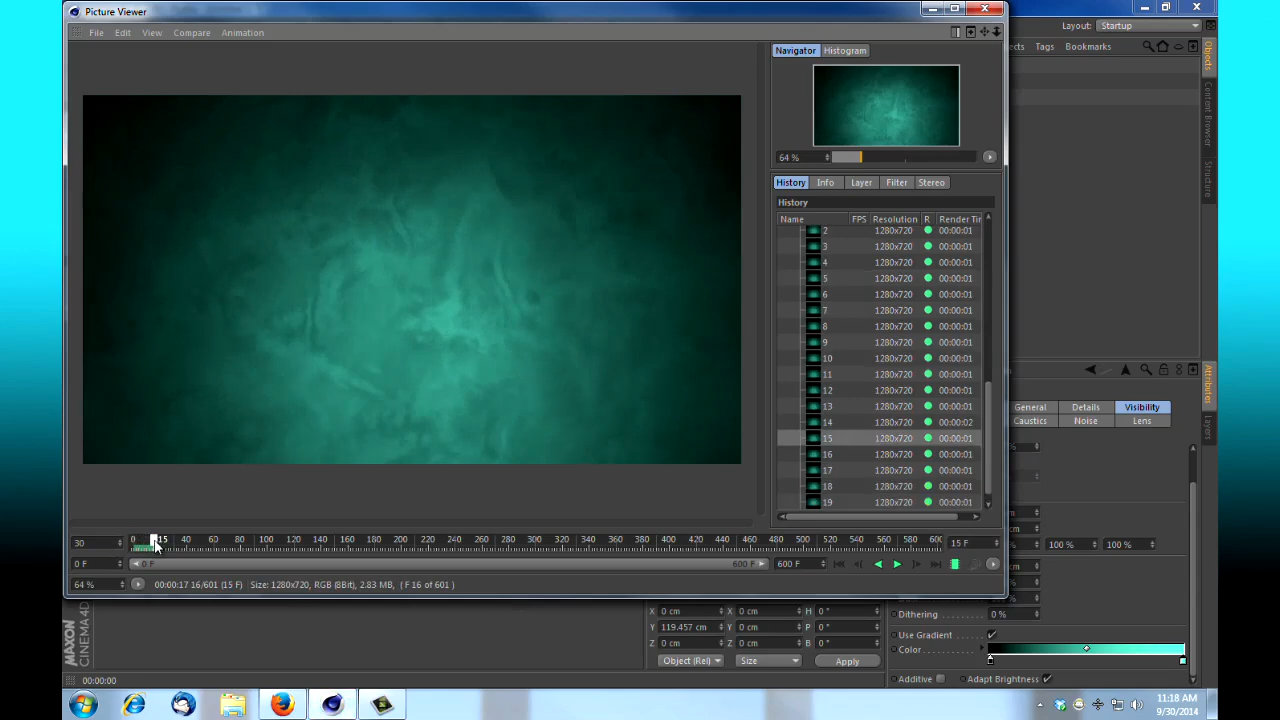 Picture Viewer
File Edit View Compare Animation
Layout: Startup
ects Tags Bookmarks
Navigator Histogram
Objects
Content Browser
Structure
64 %
History Info Layer Filter Stereo
History
Name FPS Resolution R Render Tir
2 1280x720 00:00:01
3 1280x720 00:00:01
4 1280x720 00:00:01
5 1280x720 00:00:01
6 1280x720 00:00:01
7 1280x720 00:00:01
8 1280x720 00:00:01
9 1280x720 00:00:01
10 1280x720 00:00:01
11 1280x720 00:00:01
12 1280x720 00:00:01
13 1280x720 00:00:01
14 1280x720 00:00:02
15 1280x720 00:00:01
16 1280x720 00:00:01
17 1280x720 00:00:01
18 1280x720 00:00:01
19 1280x720 00:00:01
Attributes
Layers
General Details Visibility
Caustics Noise Lens
30 0 15 40 60 80 100 120 140 160 180 200 220 240 260 280 300 320 340 360 380 400 420 440 460 480 500 520 540 560 580 600 15 F
0 F 0 F 600 F 600 F
64 % 00:00:17 16/601 (15 F) Size: 1280x720, RGB (8Bit), 2.83 MB, ( F 16 of 601 )
100 % 100 %
MAXON
CINEMA 4D
X 0 cm X 0 cm H 0 °
Y 119.457 cm Y 0 cm P 0 °
Z 0 cm Z 0 cm B 0 °
Object (Rel) Size Apply
Dithering 0 %
Use Gradient
Color
Additive Adapt Brightness
00:00:00
11:18 AM
9/30/2014